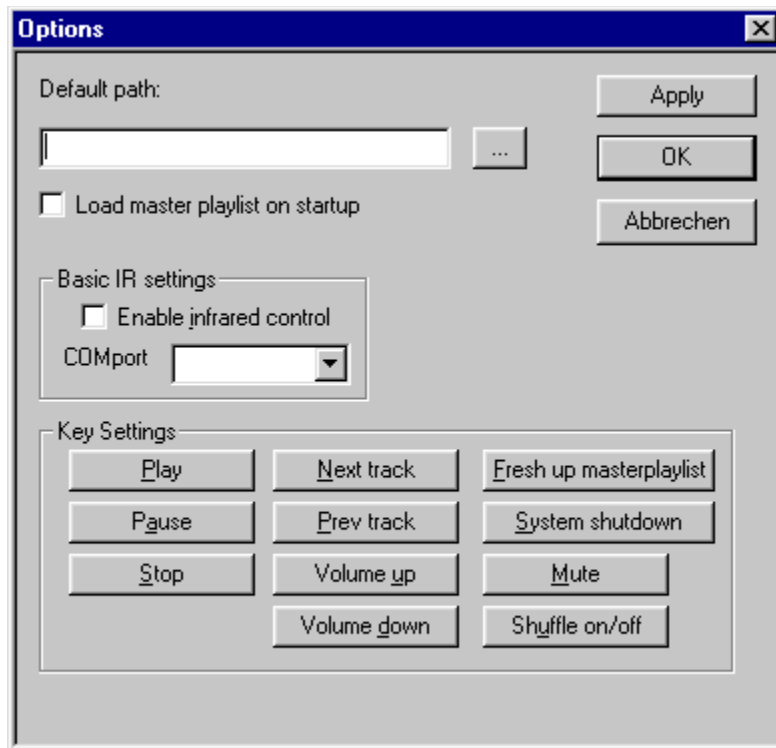 Options
Default path:
...
Apply
OK
Load master playlist on startup
Abbrechen
Basic IR settings
Enable infrared control
COMport
Key Settings
Play
Next track
Fresh up masterplaylist
Pause
Prev track
System shutdown
Stop
Volume up
Mute
Volume down
Shuffle on/off